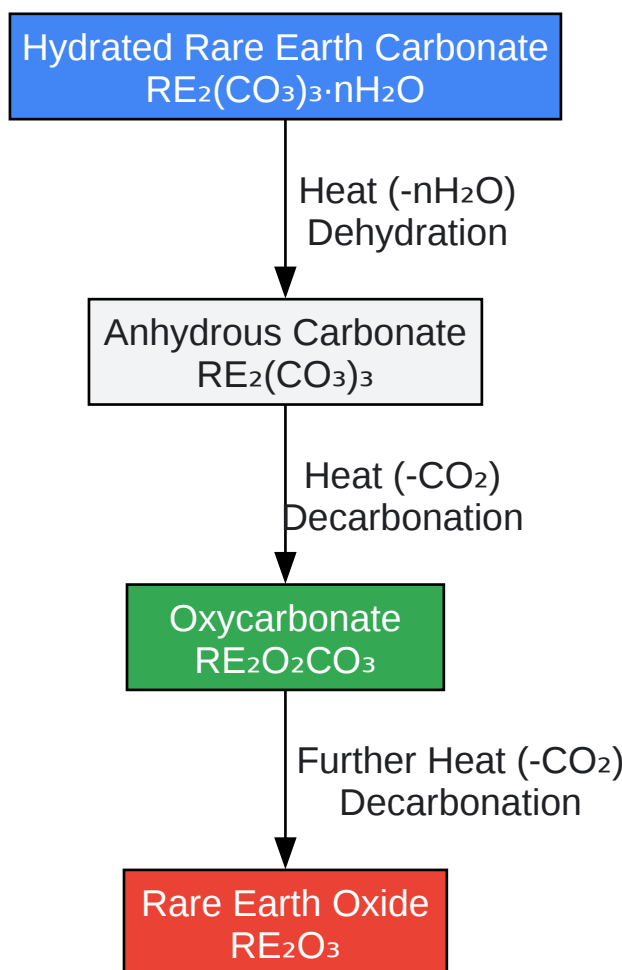 Hydrated Rare Earth Carbonate
RE₂(CO₃)₃·nH₂O
Heat (-nH₂O)
Dehydration
Anhydrous Carbonate
RE₂(CO₃)₃
Heat (-CO₂)
Decarbonation
Oxycarbonate
RE₂O₂CO₃
Further Heat (-CO₂)
Decarbonation
Rare Earth Oxide
RE₂O₃